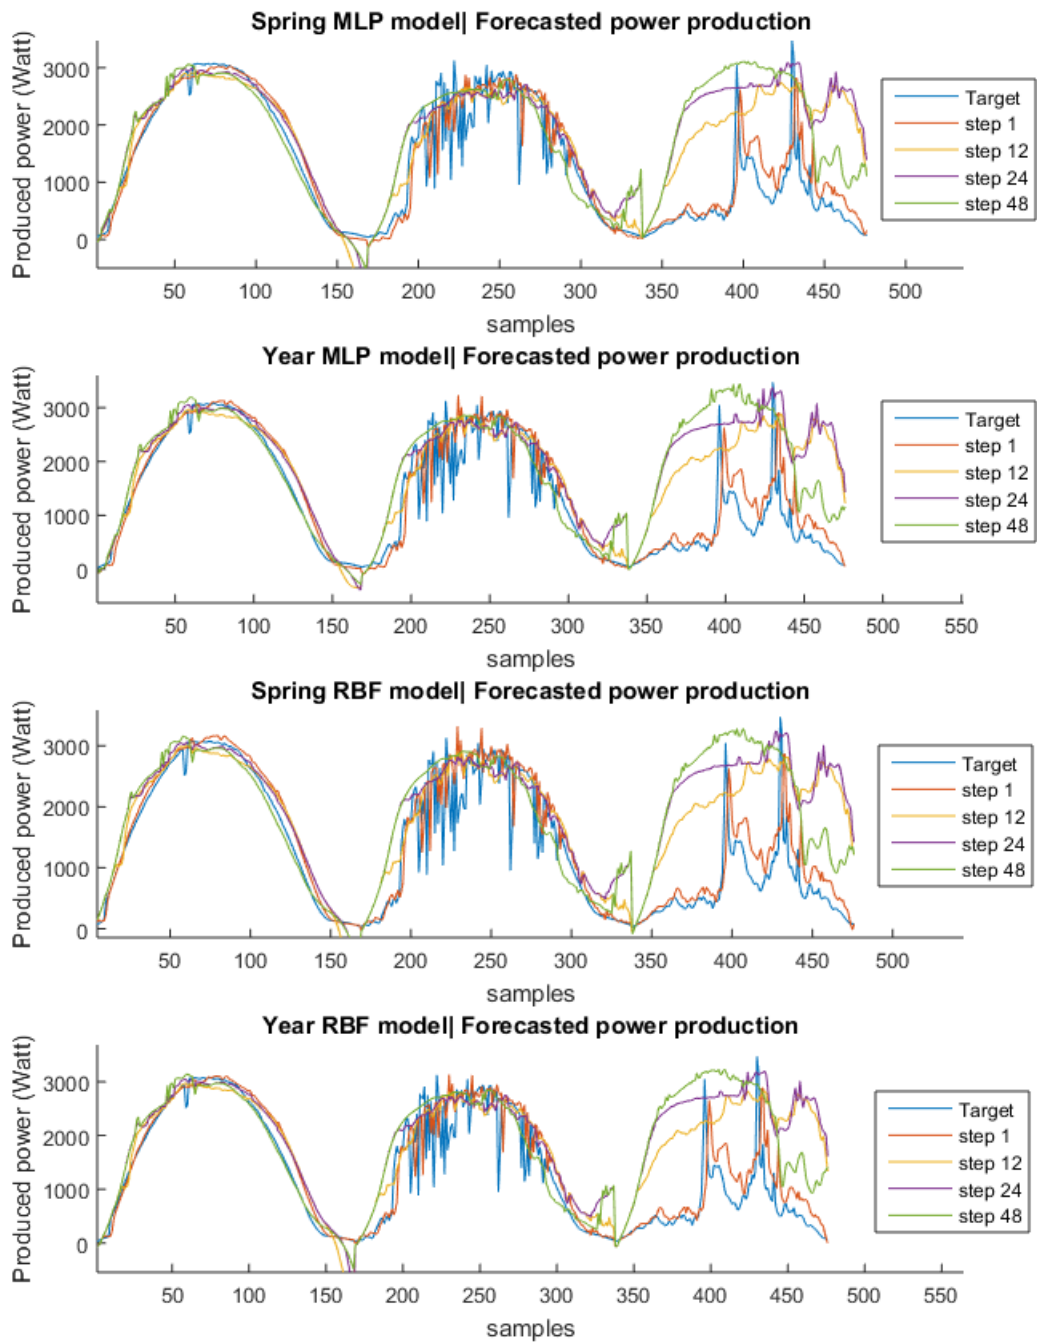 Spring MLP model| Forecasted power production
Produced power (Watt)
3000
2000
1000
0
50 100 150 200 250 300 350 400 450 500
samples
Target
step 1
step 12
step 24
step 48
Year MLP model| Forecasted power production
Produced power (Watt)
3000
2000
1000
0
50 100 150 200 250 300 350 400 450 500 550
samples
Target
step 1
step 12
step 24
step 48
Spring RBF model| Forecasted power production
Produced power (Watt)
3000
2000
1000
0
50 100 150 200 250 300 350 400 450 500
samples
Target
step 1
step 12
step 24
step 48
Year RBF model| Forecasted power production
Produced power (Watt)
3000
2000
1000
0
50 100 150 200 250 300 350 400 450 500 550
samples
Target
step 1
step 12
step 24
step 48